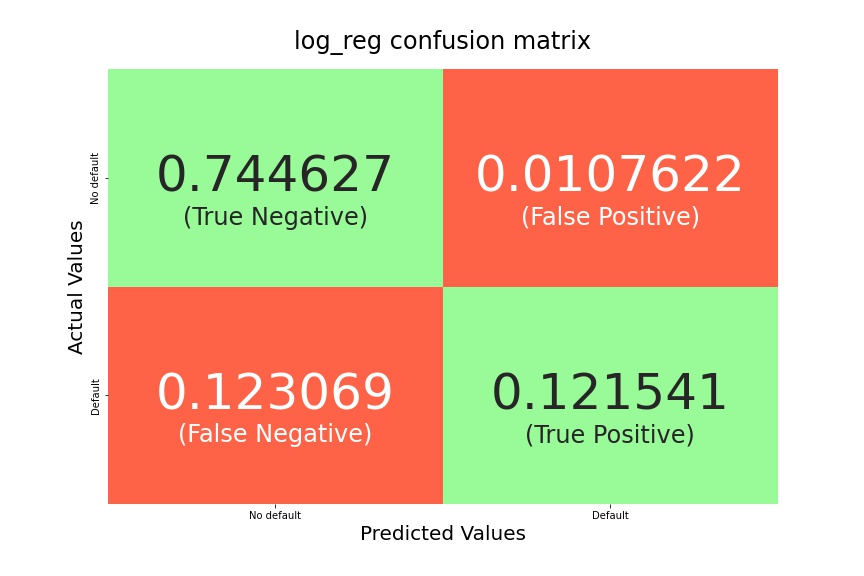 log_reg confusion matrix
Actual Values
No default
0.744627
(True Negative)
0.0107622
(False Positive)
Default
0.123069
(False Negative)
0.121541
(True Positive)
No default
Default
Predicted Values